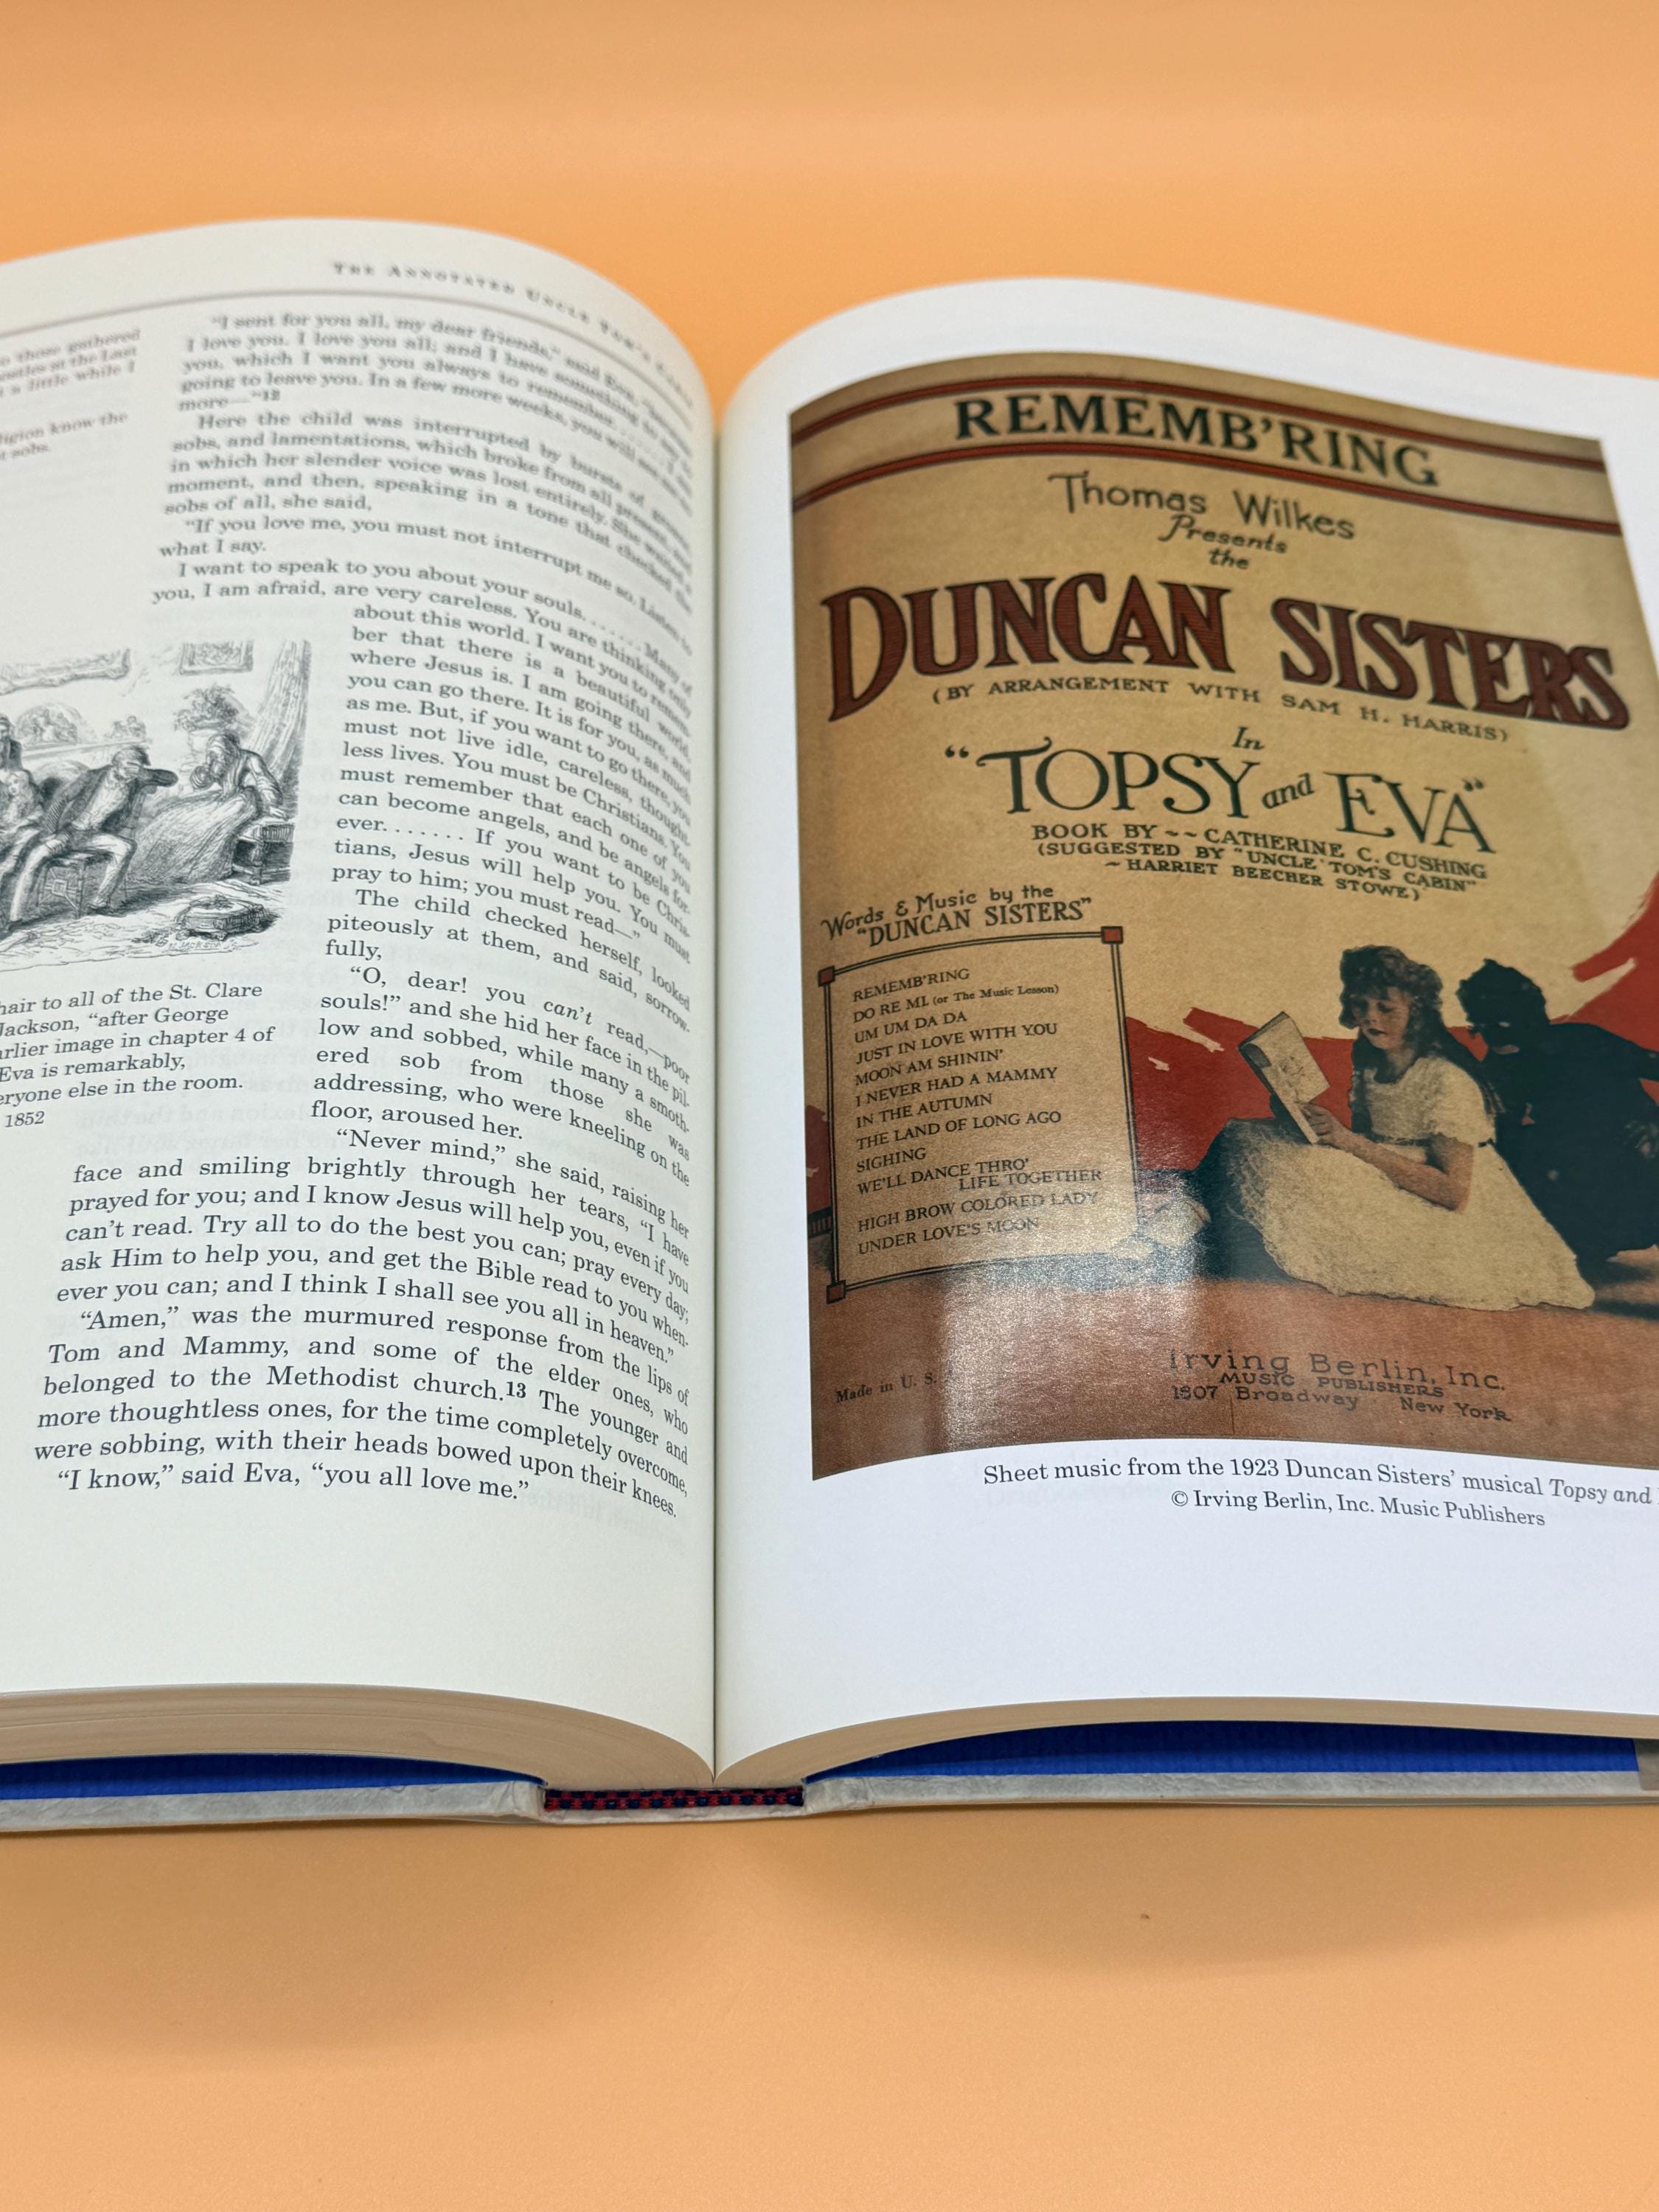 THE ANNOTATED UNCLE TOM'S
o those gathered
at the Last
a little while I
ligion know the
sobs.
hair to all of the St. Clare
Jackson, “after George
rlier image in chapter 4 of
Eva is remarkably,
eryone else in the room.
1852
“I sent for you all, my dear friends,” said Eva, “because
I love you. I love you all; and I have something to say to
you, which I want you always to remember. . . . . . . I am
going to leave you. In a few more weeks, you will see me no
more—”12
Here the child was interrupted by bursts of groans,
sobs, and lamentations, which broke from all present, and
in which her slender voice was lost entirely. She waited a
moment, and then, speaking in a tone that checked the
sobs of all, she said,
“If you love me, you must not interrupt me so. Listen to
what I say.
I want to speak to you about your souls. . . . . . . Many of
you, I am afraid, are very careless. You are thinking only
about this world. I want you to remem-
ber that there is a beautiful world,
where Jesus is. I am going there, and
you can go there. It is for you, as much
as me. But, if you want to go there, you
must not live idle, careless, thought-
less lives. You must be Christians. You
must remember that each one of you
can become angels, and be angels for-
ever. . . . . . . If you want to be Chris-
tians, Jesus will help you. You must
pray to him; you must read—”
The child checked herself, looked
piteously at them, and said, sorrow-
fully,
“O, dear! you can't read,—poor
souls!” and she hid her face in the pil-
low and sobbed, while many a smoth-
ered sob from those she was
addressing, who were kneeling on the
floor, aroused her.
“Never mind,” she said, raising her
face and smiling brightly through her tears, “I have
prayed for you; and I know Jesus will help you, even if you
can't read. Try all to do the best you can; pray every day;
ask Him to help you, and get the Bible read to you when-
ever you can; and I think I shall see you all in heaven.”
“Amen,” was the murmured response from the lips of
Tom and Mammy, and some of the elder ones, who
belonged to the Methodist church.13 The younger and
more thoughtless ones, for the time completely overcome,
were sobbing, with their heads bowed upon their knees.
“I know,” said Eva, “you all love me.”
REMEMB'RING
Thomas Wilkes
Presents
the
DUNCAN SISTERS
(BY ARRANGEMENT WITH SAM H. HARRIS)
In
“TOPSY and EVA”
BOOK BY ~~ CATHERINE C. CUSHING
(SUGGESTED BY “UNCLE TOM'S CABIN”
~ HARRIET BEECHER STOWE)
Words & Music by the
“DUNCAN SISTERS”
REMEMB'RING
DO RE MI (or The Music Lesson)
UM UM DA DA
JUST IN LOVE WITH YOU
MOON AM SHININ'
I NEVER HAD A MAMMY
IN THE AUTUMN
THE LAND OF LONG AGO
SIGHING
WE'LL DANCE THRO'
LIFE TOGETHER
HIGH BROW COLORED LADY
UNDER LOVE'S MOON
Made in U. S.
Irving Berlin, Inc.
MUSIC PUBLISHERS
1607 Broadway New York
Sheet music from the 1923 Duncan Sisters' musical Topsy and
© Irving Berlin, Inc. Music Publishers